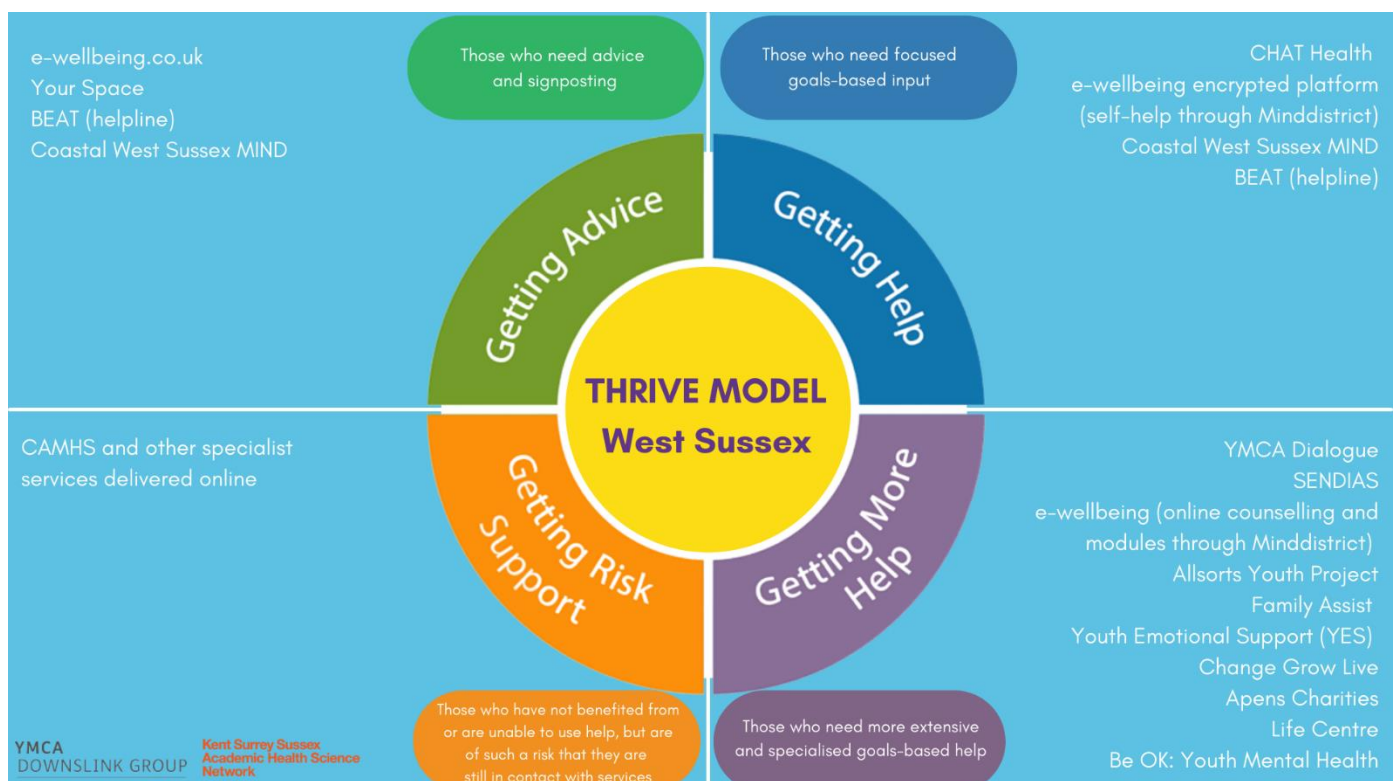 e-wellbeing.co.uk
Your Space
BEAT (helpline)
Coastal West Sussex MIND
Those who need advice
and signposting
Those who need focused
goals-based input
CHAT Health
e-wellbeing encrypted platform
(self-help through Minddistrict)
Coastal West Sussex MIND
BEAT (helpline)
Getting Advice
Getting Help
THRIVE MODEL
West Sussex
Getting Risk
Support
Getting More
Help
CAMHS and other specialist
services delivered online
YMCA Dialogue
SENDIAS
e-wellbeing (online counselling and
modules through Minddistrict)
Allsorts Youth Project
Family Assist
Youth Emotional Support (YES)
Change Grow Live
Apens Charities
Life Centre
Be OK: Youth Mental Health
Those who have not benefited from
or are unable to use help, but are
of such a risk that they are
still in contact with services
Those who need more extensive
and specialised goals-based help
YMCA
DOWNSLINK GROUP
Kent Surrey Sussex
Academic Health Science
Network